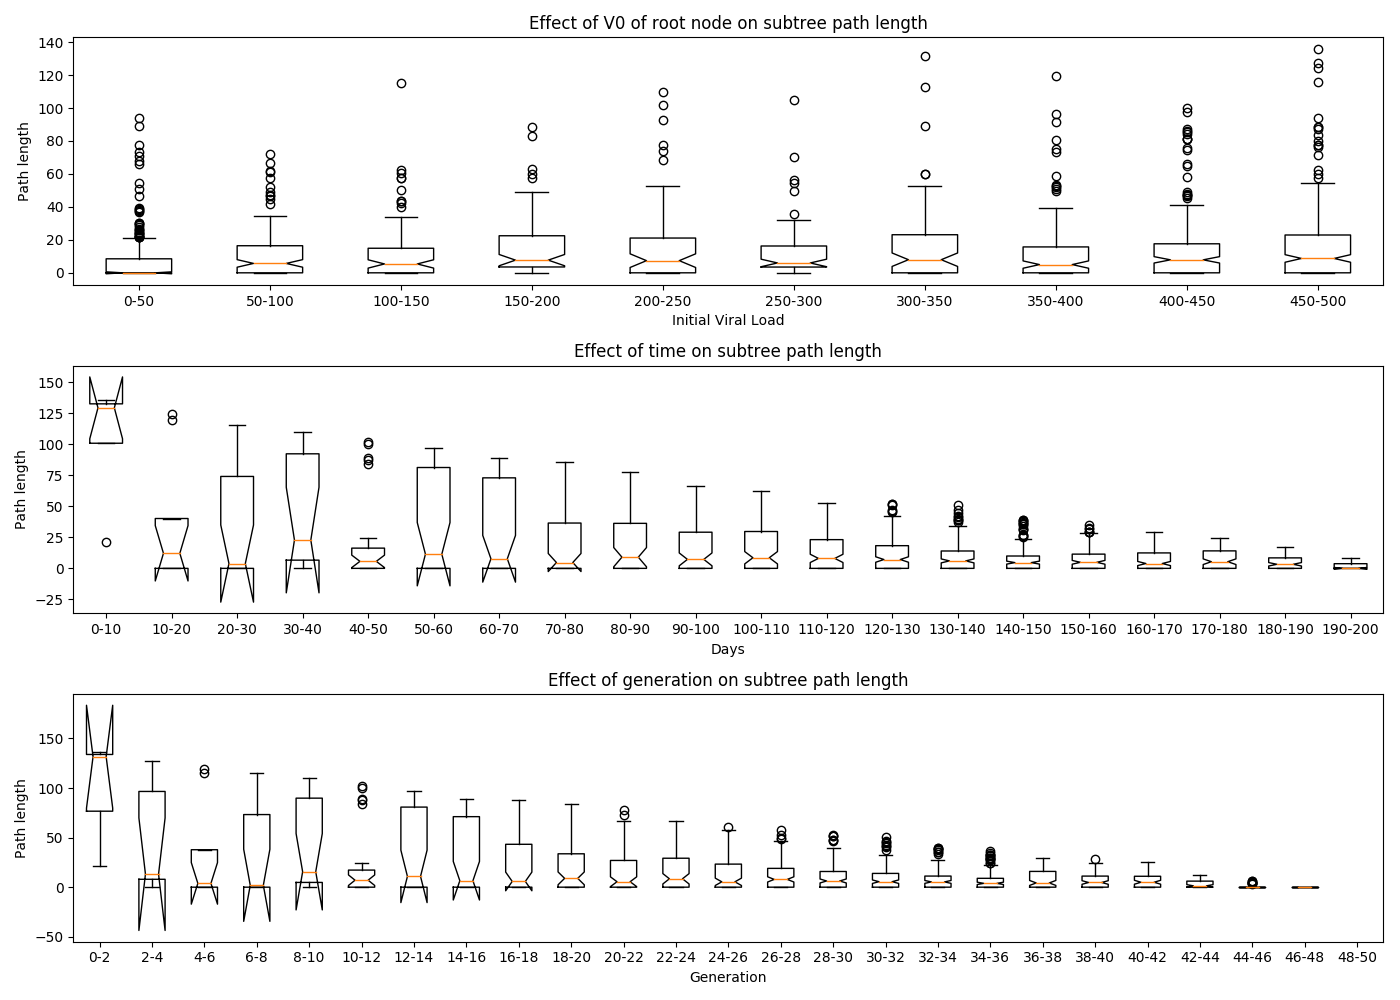 Effect of V0 of root node on subtree path length
140
120
100
80
60
40
20
0
Path length
0-50 50-100 100-150 150-200 200-250 250-300 300-350 350-400 400-450 450-500
Initial Viral Load
Effect of time on subtree path length
150
125
100
75
50
25
0
−25
Path length
0-10 10-20 20-30 30-40 40-50 50-60 60-70 70-80 80-90 90-100 100-110 110-120 120-130 130-140 140-150 150-160 160-170 170-180 180-190 190-200
Days
Effect of generation on subtree path length
150
100
50
0
−50
Path length
0-2 2-4 4-6 6-8 8-10 10-12 12-14 14-16 16-18 18-20 20-22 22-24 24-26 26-28 28-30 30-32 32-34 34-36 36-38 38-40 40-42 42-44 44-46 46-48 48-50
Generation